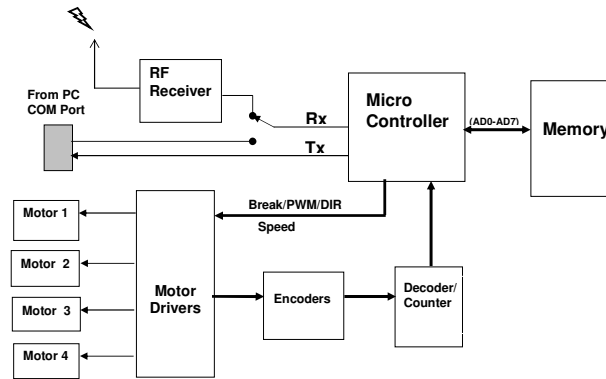 RF
Receiver
From PC
COM Port
Rx
Tx
Micro
Controller
(AD0-AD7)
Memory
Break/PWM/DIR
Speed
Motor 1
Motor 2
Motor 3
Motor 4
Motor
Drivers
Encoders
Decoder/
Counter